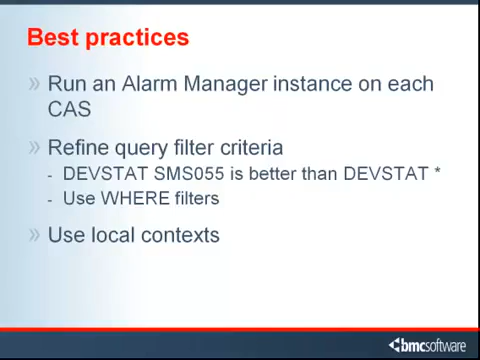 Best practices
» Run an Alarm Manager instance on each
CAS
» Refine query filter criteria
- DEVSTAT SMS055 is better than DEVSTAT *
- Use WHERE filters
» Use local contexts
bmcsoftware